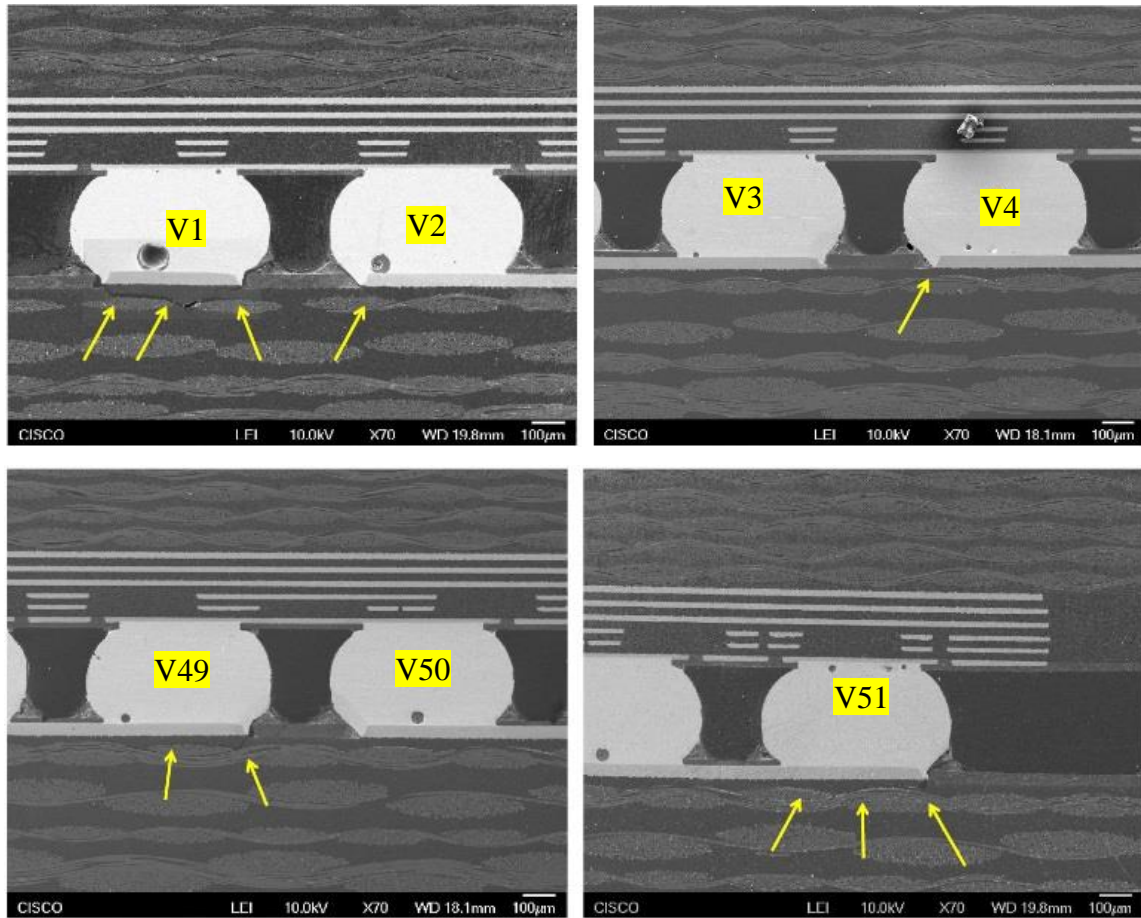 V1
V2
CISCO LEI 10.0kV X70 WD 19.8mm 100µm
V3
V4
CISCO LEI 10.0kV X70 WD 18.1mm 100µm
V49
V50
CISCO LEI 10.0kV X70 WD 18.1mm 100µm
V51
CISCO LEI 10.0kV X70 WD 19.8mm 100µm